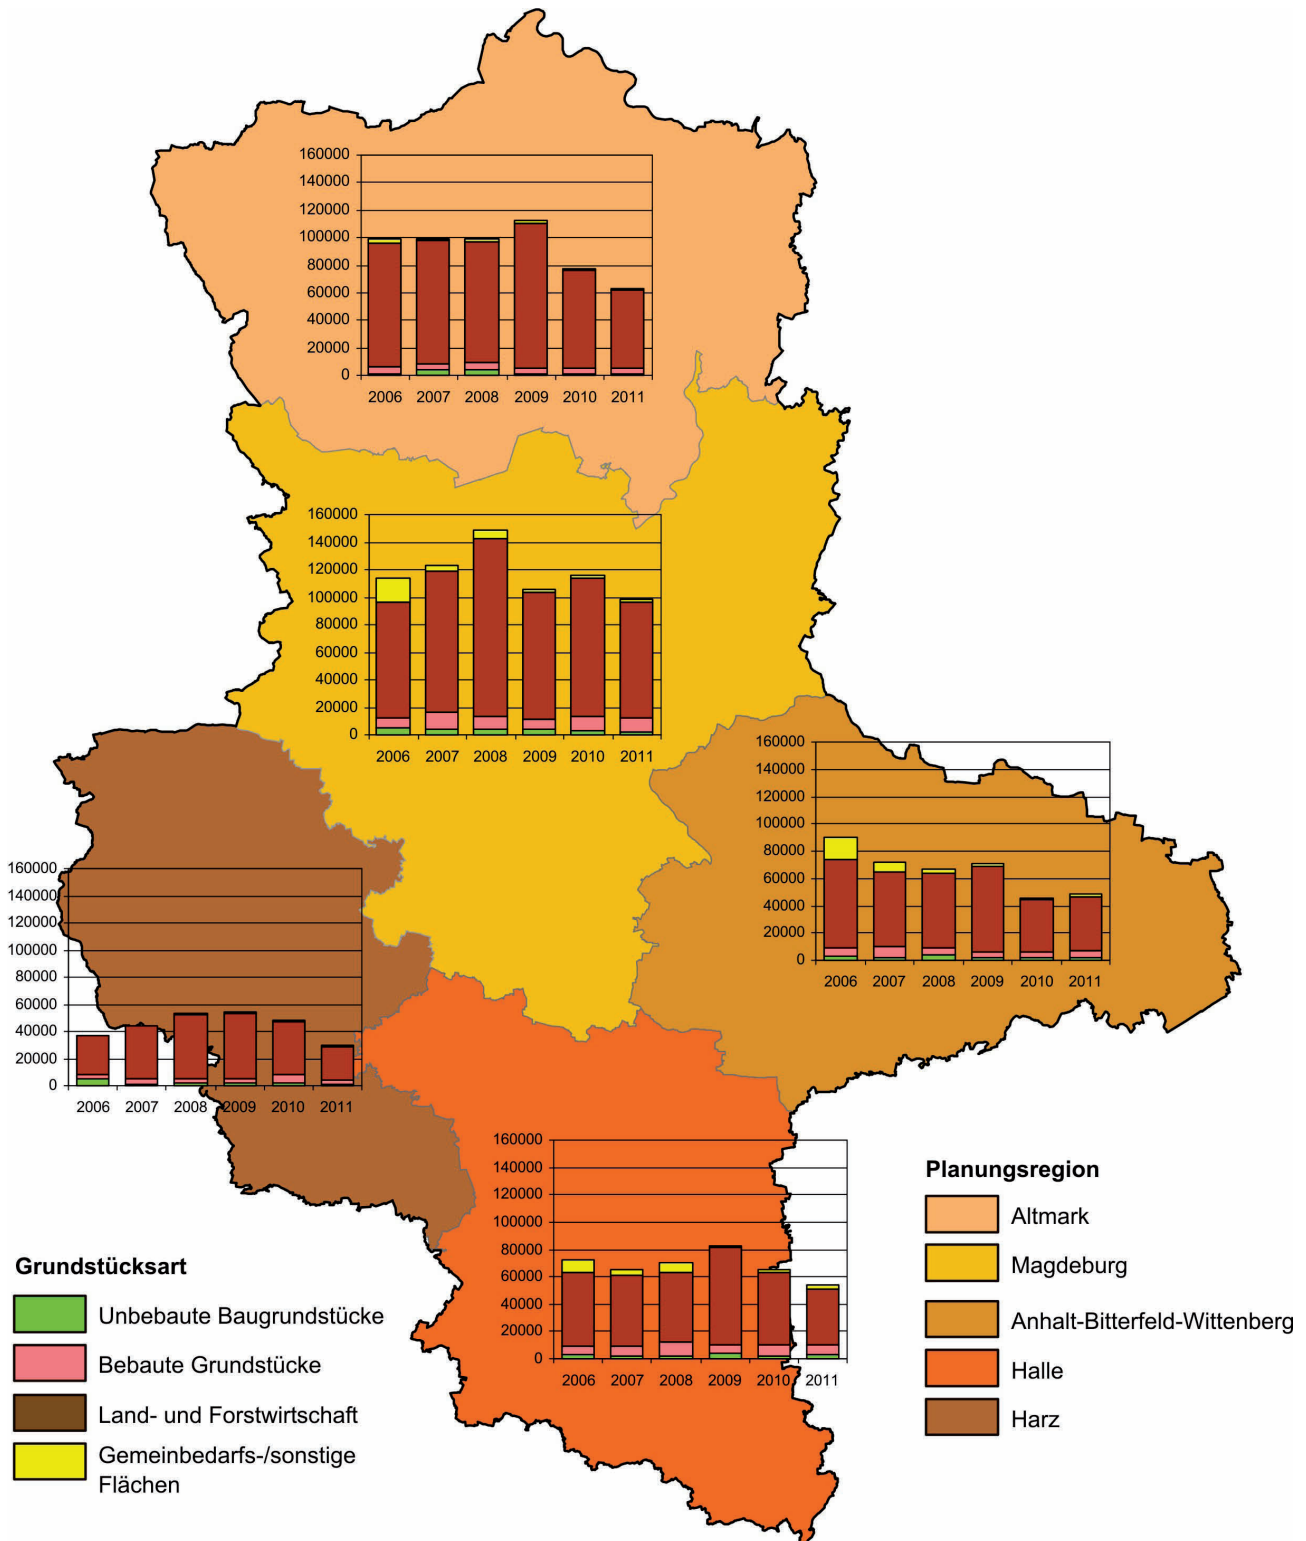 160000
140000
120000
100000
80000
60000
40000
20000
0
2006 2007 2008 2009 2010 2011
160000
140000
120000
100000
80000
60000
40000
20000
0
2006 2007 2008 2009 2010 2011
160000
140000
120000
100000
80000
60000
40000
20000
0
2006 2007 2008 2009 2010 2011
160000
140000
120000
100000
80000
60000
40000
20000
0
2006 2007 2008 2009 2010 2011
160000
140000
120000
100000
80000
60000
40000
20000
0
2006 2007 2008 2009 2010 2011
Grundstücksart
Unbebaute Baugrundstücke
Bebaute Grundstücke
Land- und Forstwirtschaft
Gemeinbedarfs-/sonstige
Flächen
Planungsregion
Altmark
Magdeburg
Anhalt-Bitterfeld-Wittenberg
Halle
Harz